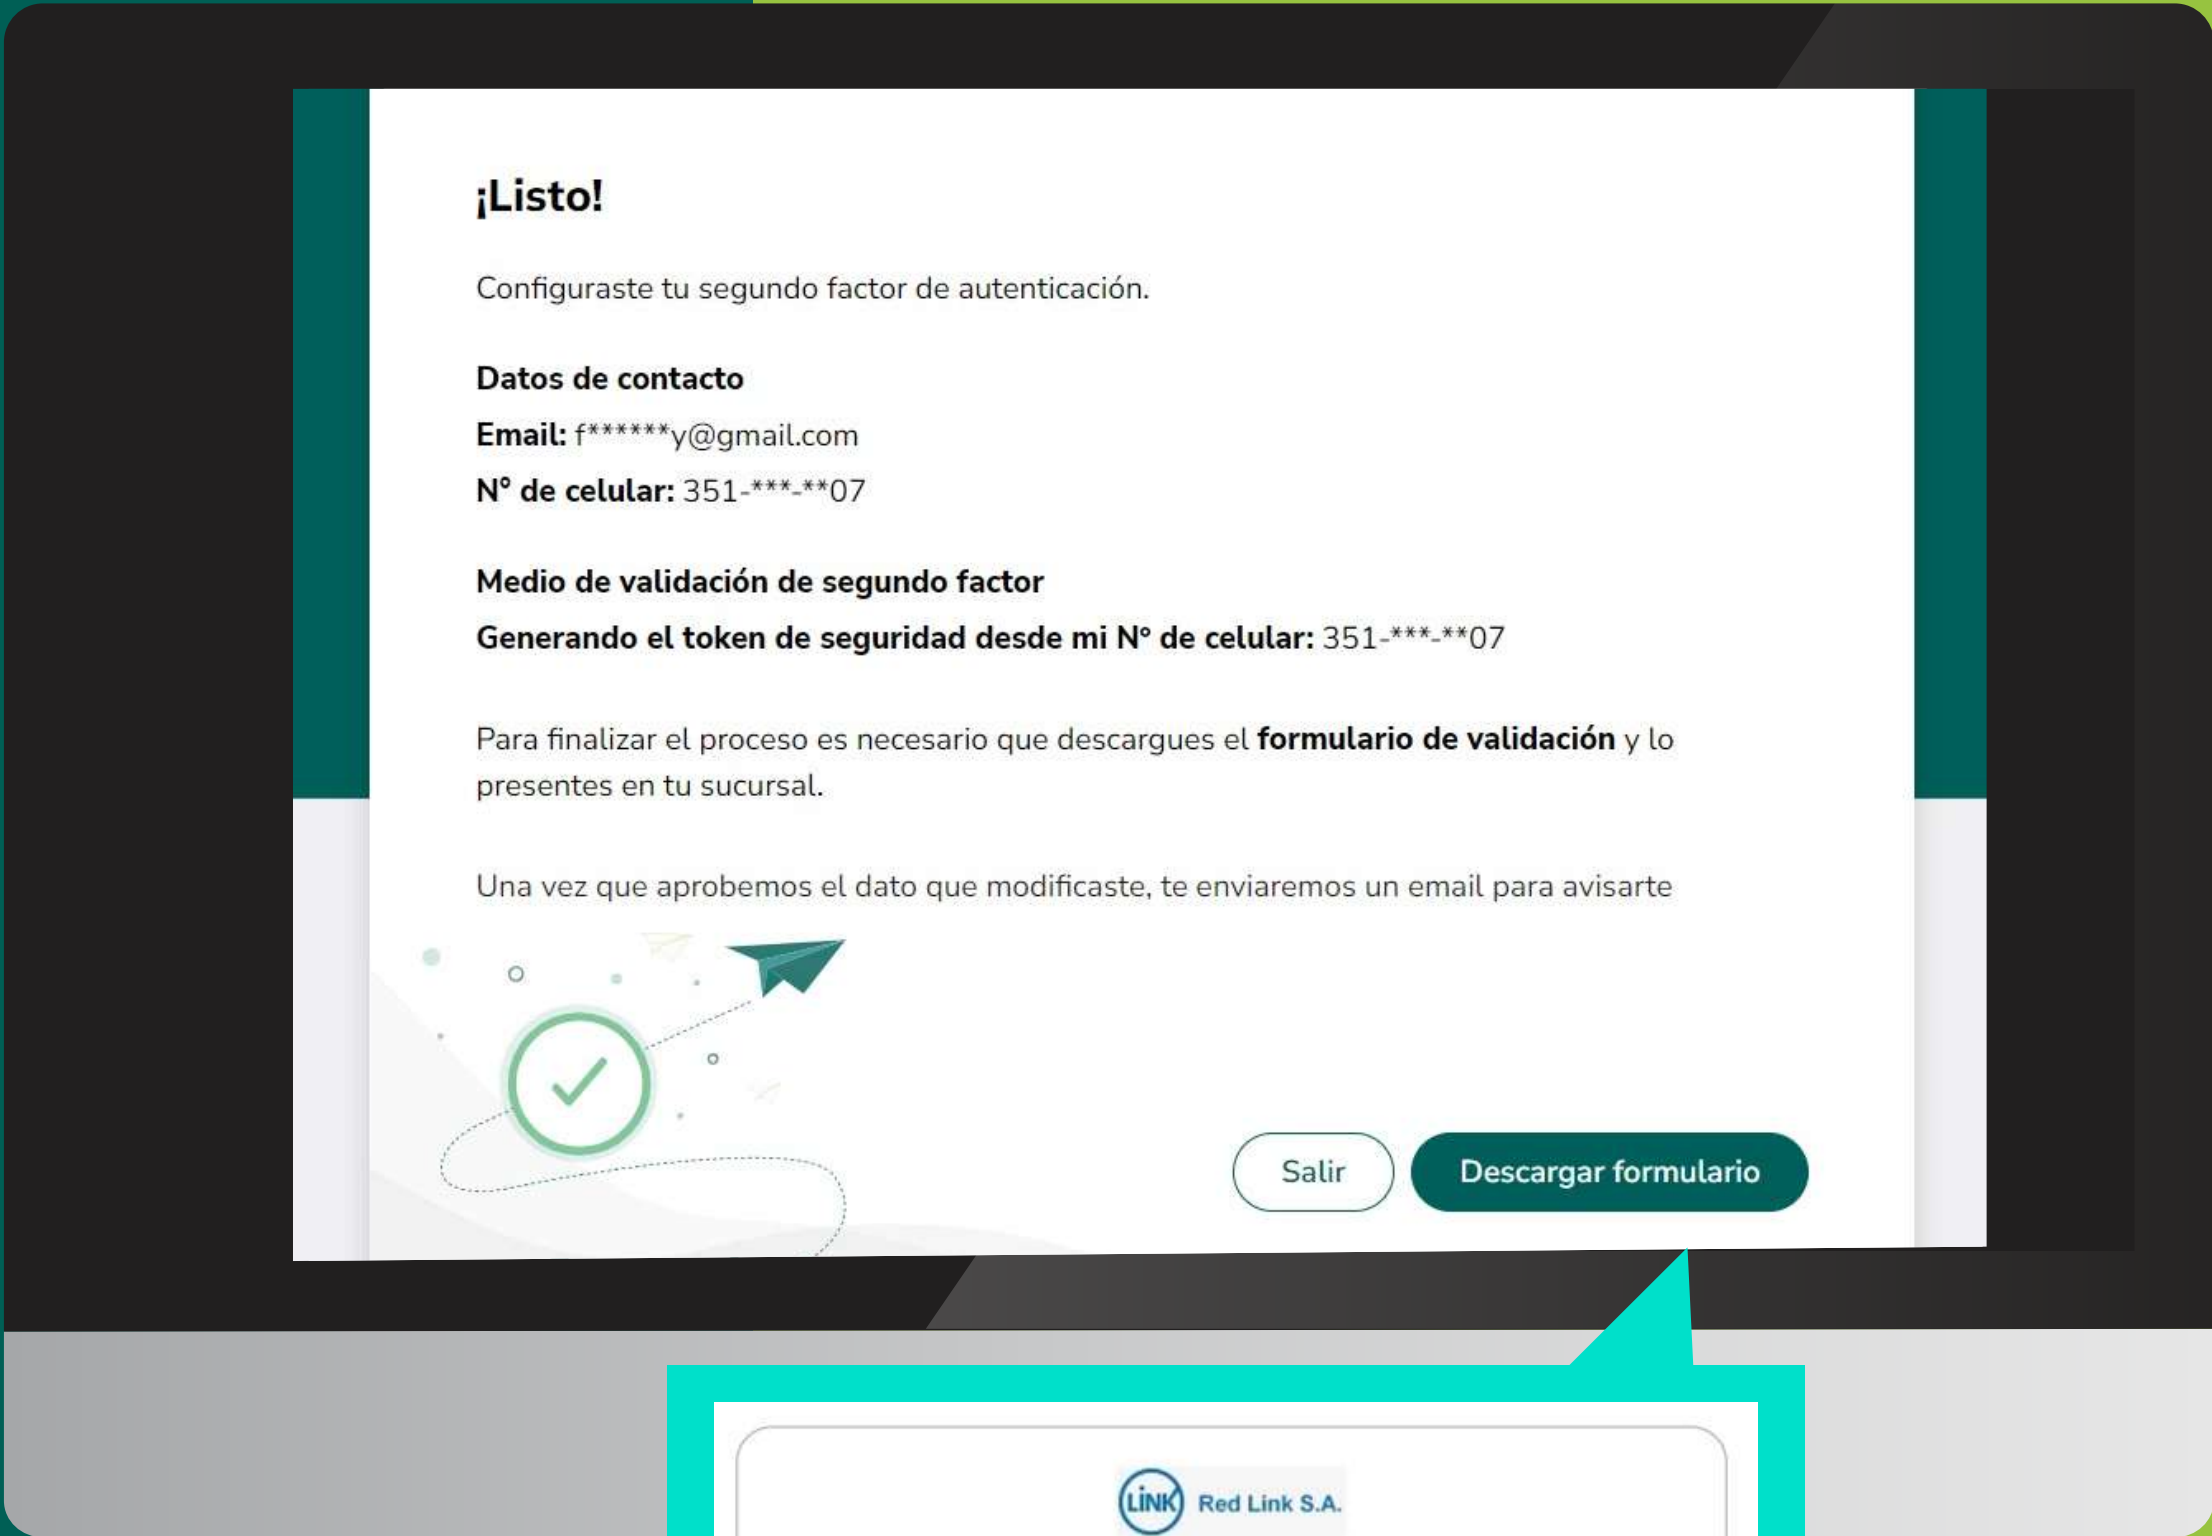 ¡Listo!
Configuraste tu segundo factor de autenticación.
Datos de contacto
Email: f******y@gmail.com
N° de celular: 351-***-**07
Medio de validación de segundo factor
Generando el token de seguridad desde mi Nº de celular: 351-***-**07
Para finalizar el proceso es necesario que descargues el formulario de validación y lo
presentes en tu sucursal.
Una vez que aprobemos el dato que modificaste, te enviaremos un email para avisarte
Salir
Descargar formulario
LINK Red Link S.A.